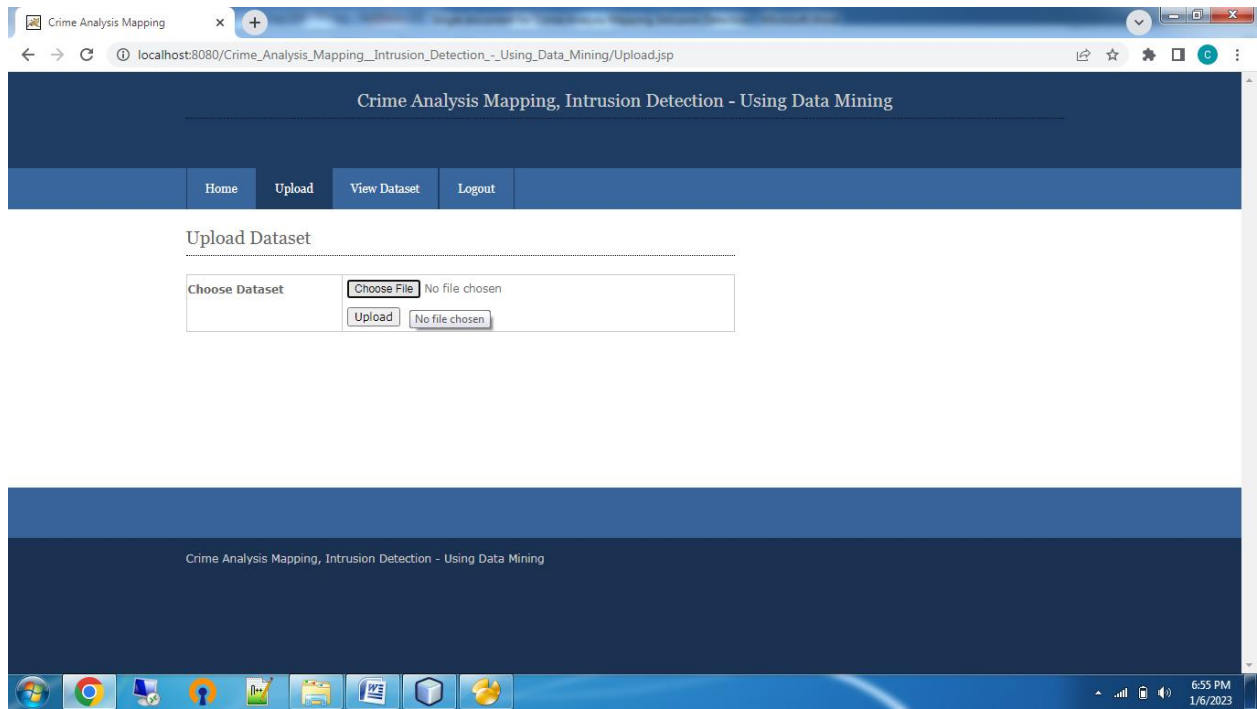 Crime Analysis Mapping
localhost:8080/Crime_Analysis_Mapping__Intrusion_Detection_-_Using_Data_Mining/Upload.jsp
C
Crime Analysis Mapping, Intrusion Detection - Using Data Mining
Home Upload View Dataset Logout
Upload Dataset
Choose Dataset Choose File No file chosen
Upload No file chosen
Crime Analysis Mapping, Intrusion Detection - Using Data Mining
6:55 PM
1/6/2023